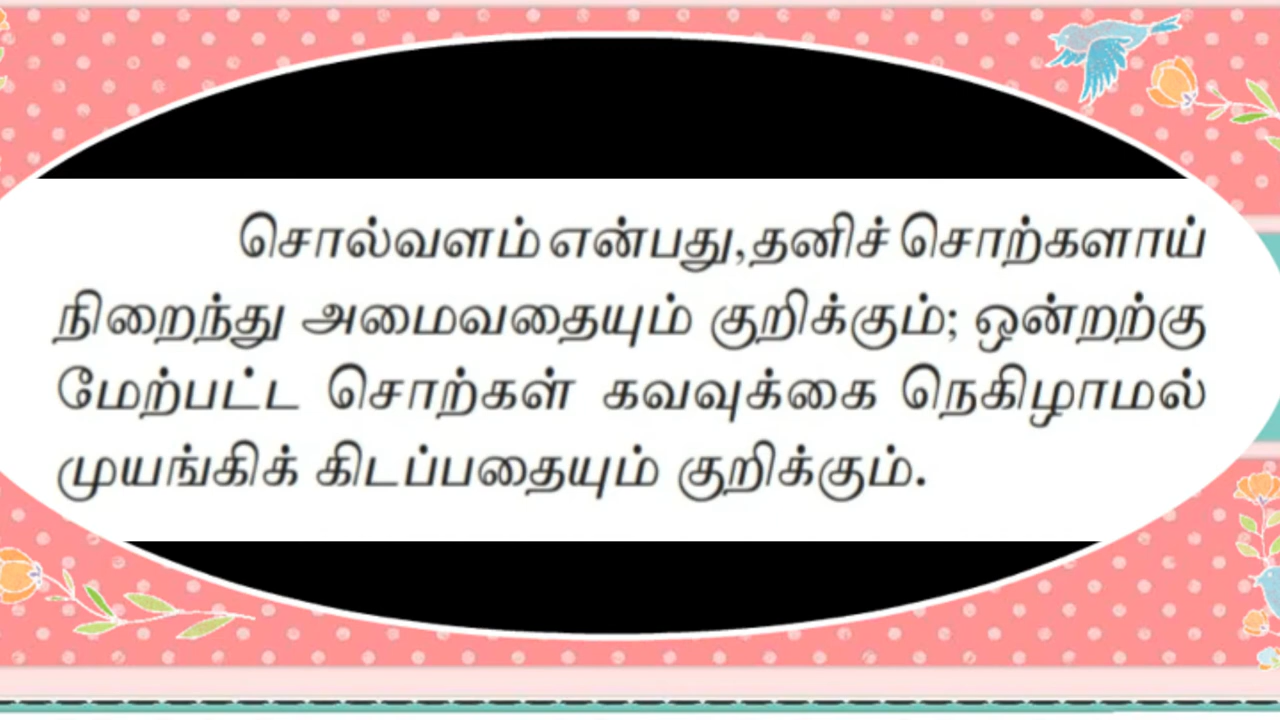 சொல்வளம் என்பது, தனிச் சொற்களாய்
நிறைந்து அமைவதையும் குறிக்கும்; ஒன்றற்கு
மேற்பட்ட சொற்கள் கவவுக்கை நெகிழாமல்
முயங்கிக் கிடப்பதையும் குறிக்கும்.